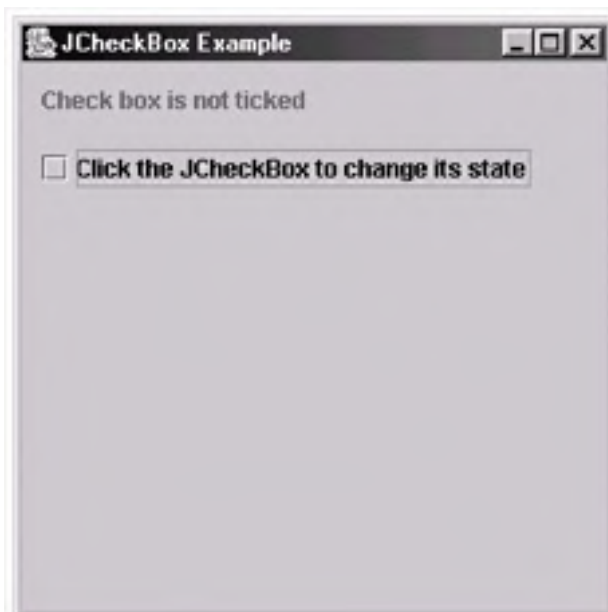 JCheckBox Example
Check box is not ticked
Click the JCheckBox to change its state